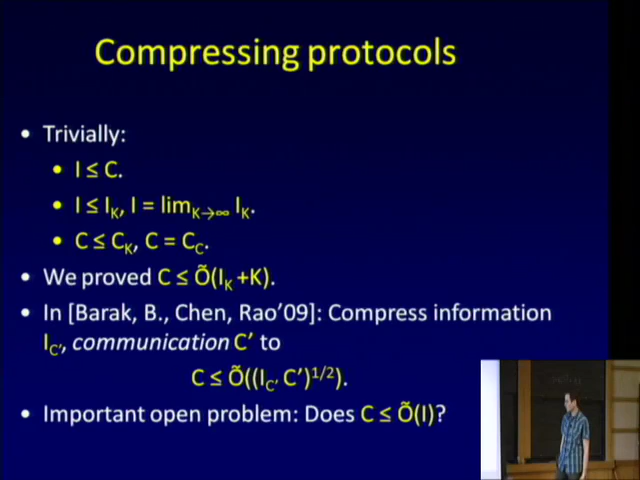 Compressing protocols
• Trivially:
• I ≤ C.
• I ≤ I_K, I = lim_{K→∞} I_K.
• C ≤ C_K, C = C_C.
• We proved C ≤ Õ(I_K +K).
• In [Barak, B., Chen, Rao'09]: Compress information
I_{C'}, communication C' to
C ≤ Õ((I_{C'} C')^{1/2}).
• Important open problem: Does C ≤ Õ(I)?